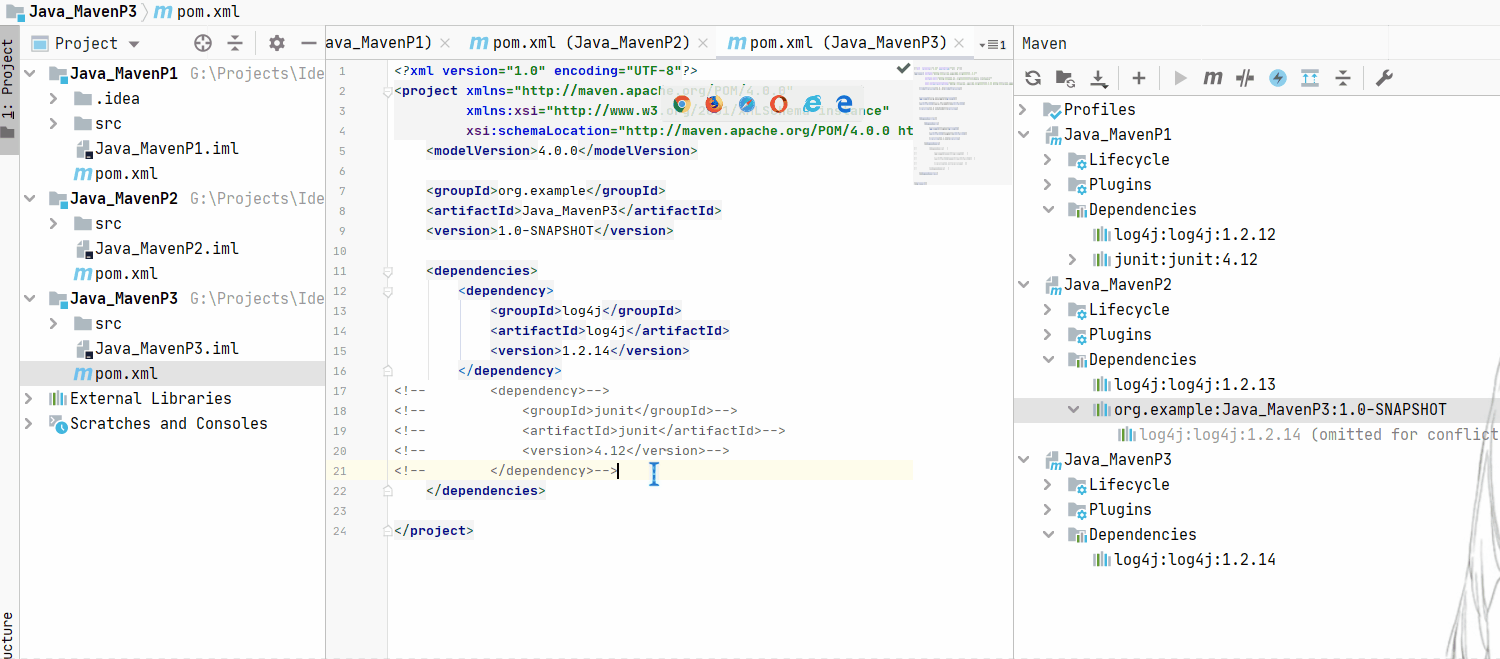 Java_MavenP3 pom.xml
1: Project
ucture
Project
Java_MavenP1 G:\Projects\Ide
.idea
src
Java_MavenP1.iml
pom.xml
Java_MavenP2 G:\Projects\Ide
src
Java_MavenP2.iml
pom.xml
Java_MavenP3 G:\Projects\Ide
src
Java_MavenP3.iml
pom.xml
External Libraries
Scratches and Consoles
ava_MavenP1) pom.xml (Java_MavenP2) pom.xml (Java_MavenP3) 1
1 <?xml version="1.0" encoding="UTF-8"?>
2 <project xmlns="http://maven.apache.org/POM/4.0.0"
3 xmlns:xsi="http://www.w3.org/2001/XMLSchema-instance"
4 xsi:schemaLocation="http://maven.apache.org/POM/4.0.0 ht
5 <modelVersion>4.0.0</modelVersion>
6
7 <groupId>org.example</groupId>
8 <artifactId>Java_MavenP3</artifactId>
9 <version>1.0-SNAPSHOT</version>
10
11 <dependencies>
12 <dependency>
13 <groupId>log4j</groupId>
14 <artifactId>log4j</artifactId>
15 <version>1.2.14</version>
16 </dependency>
17 <!-- <dependency>-->
18 <!-- <groupId>junit</groupId>-->
19 <!-- <artifactId>junit</artifactId>-->
20 <!-- <version>4.12</version>-->
21 <!-- </dependency>-->
22 </dependencies>
23
24 </project>
Maven
Profiles
Java_MavenP1
Lifecycle
Plugins
Dependencies
log4j:log4j:1.2.12
junit:junit:4.12
Java_MavenP2
Lifecycle
Plugins
Dependencies
log4j:log4j:1.2.13
org.example:Java_MavenP3:1.0-SNAPSHOT
log4j:log4j:1.2.14 (omitted for conflict
Java_MavenP3
Lifecycle
Plugins
Dependencies
log4j:log4j:1.2.14